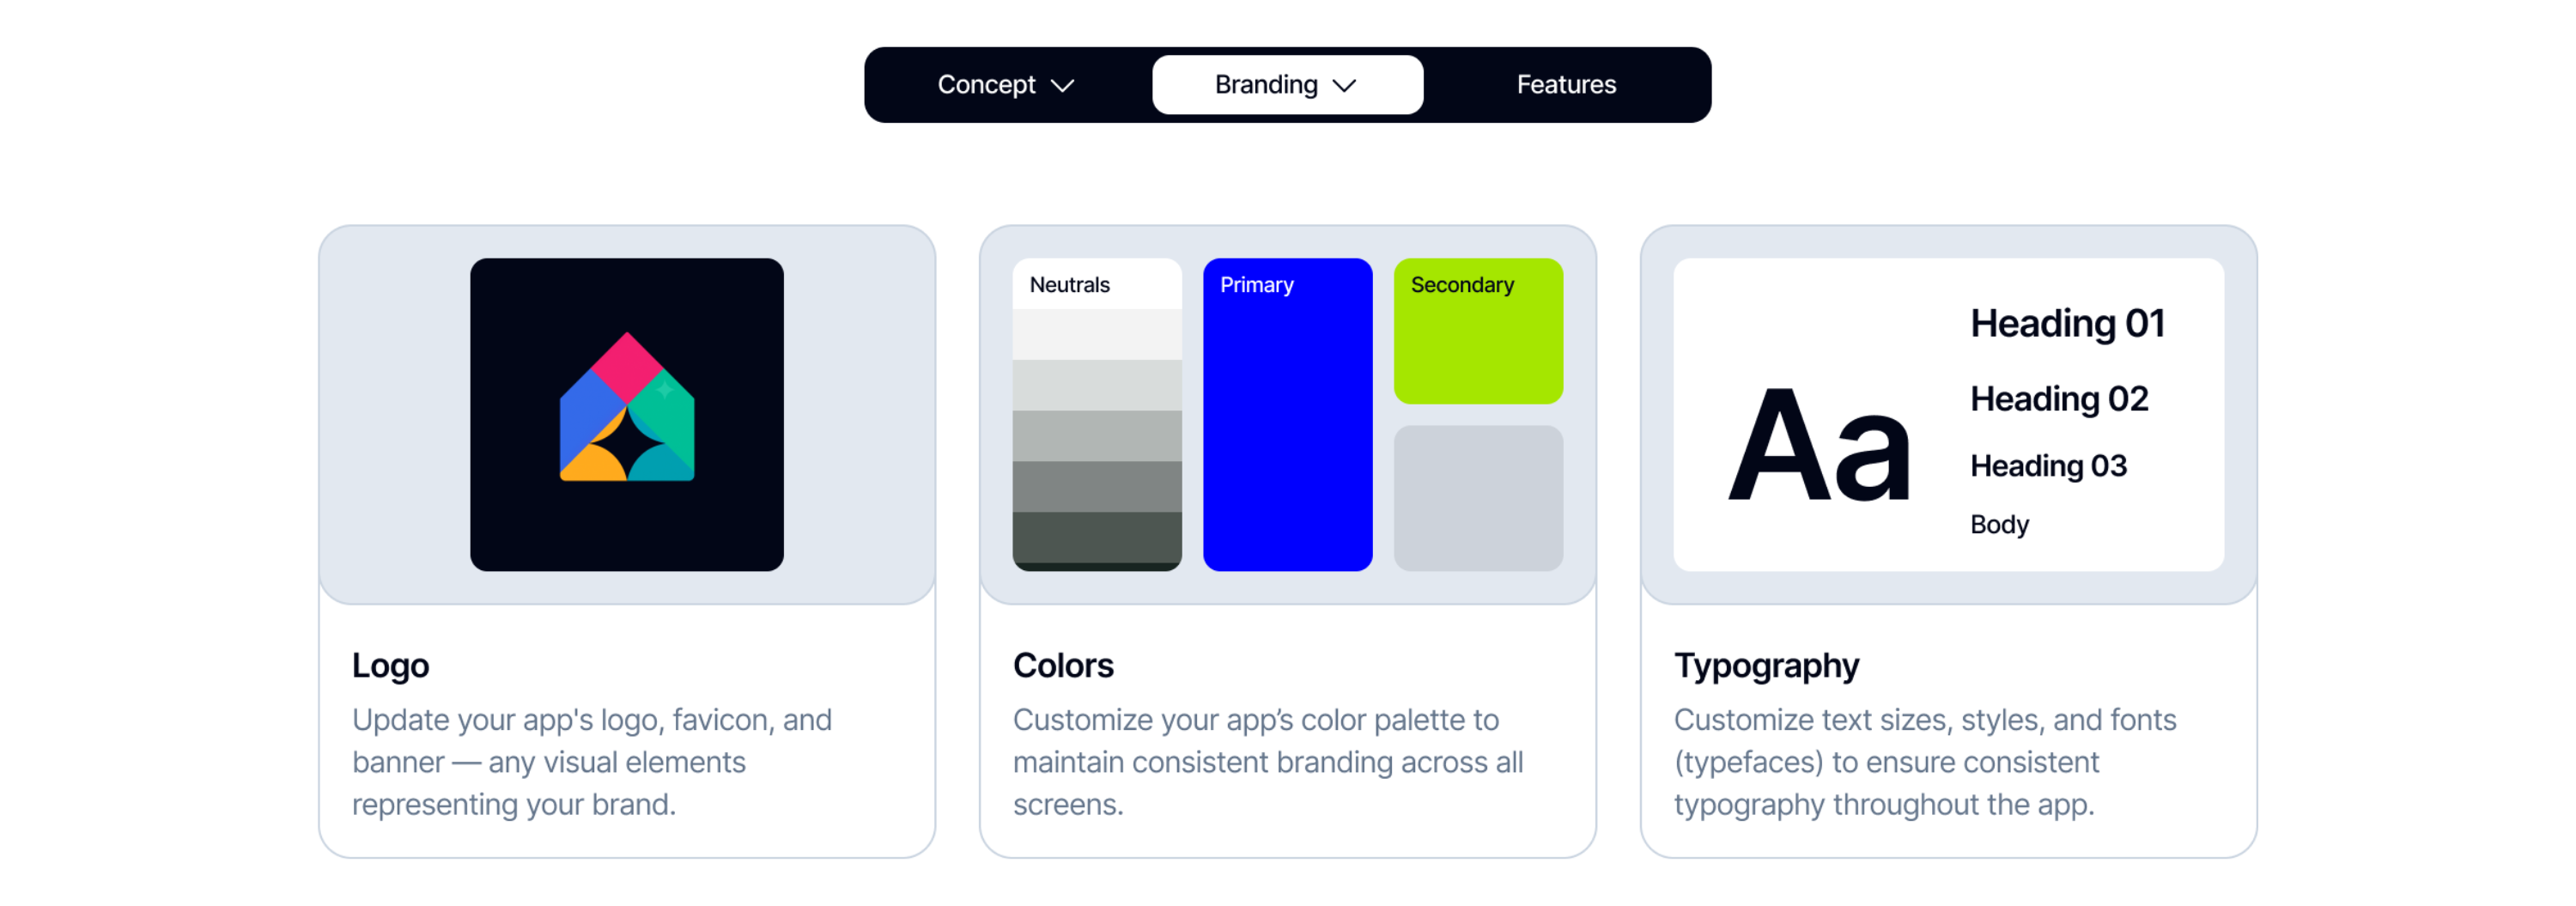 Concept
Branding
Features
Neutrals
Primary
Secondary
Aa
Heading 01
Heading 02
Heading 03
Body
Logo
Update your app's logo, favicon, and
banner — any visual elements
representing your brand.
Colors
Customize your app’s color palette to
maintain consistent branding across all
screens.
Typography
Customize text sizes, styles, and fonts
(typefaces) to ensure consistent
typography throughout the app.